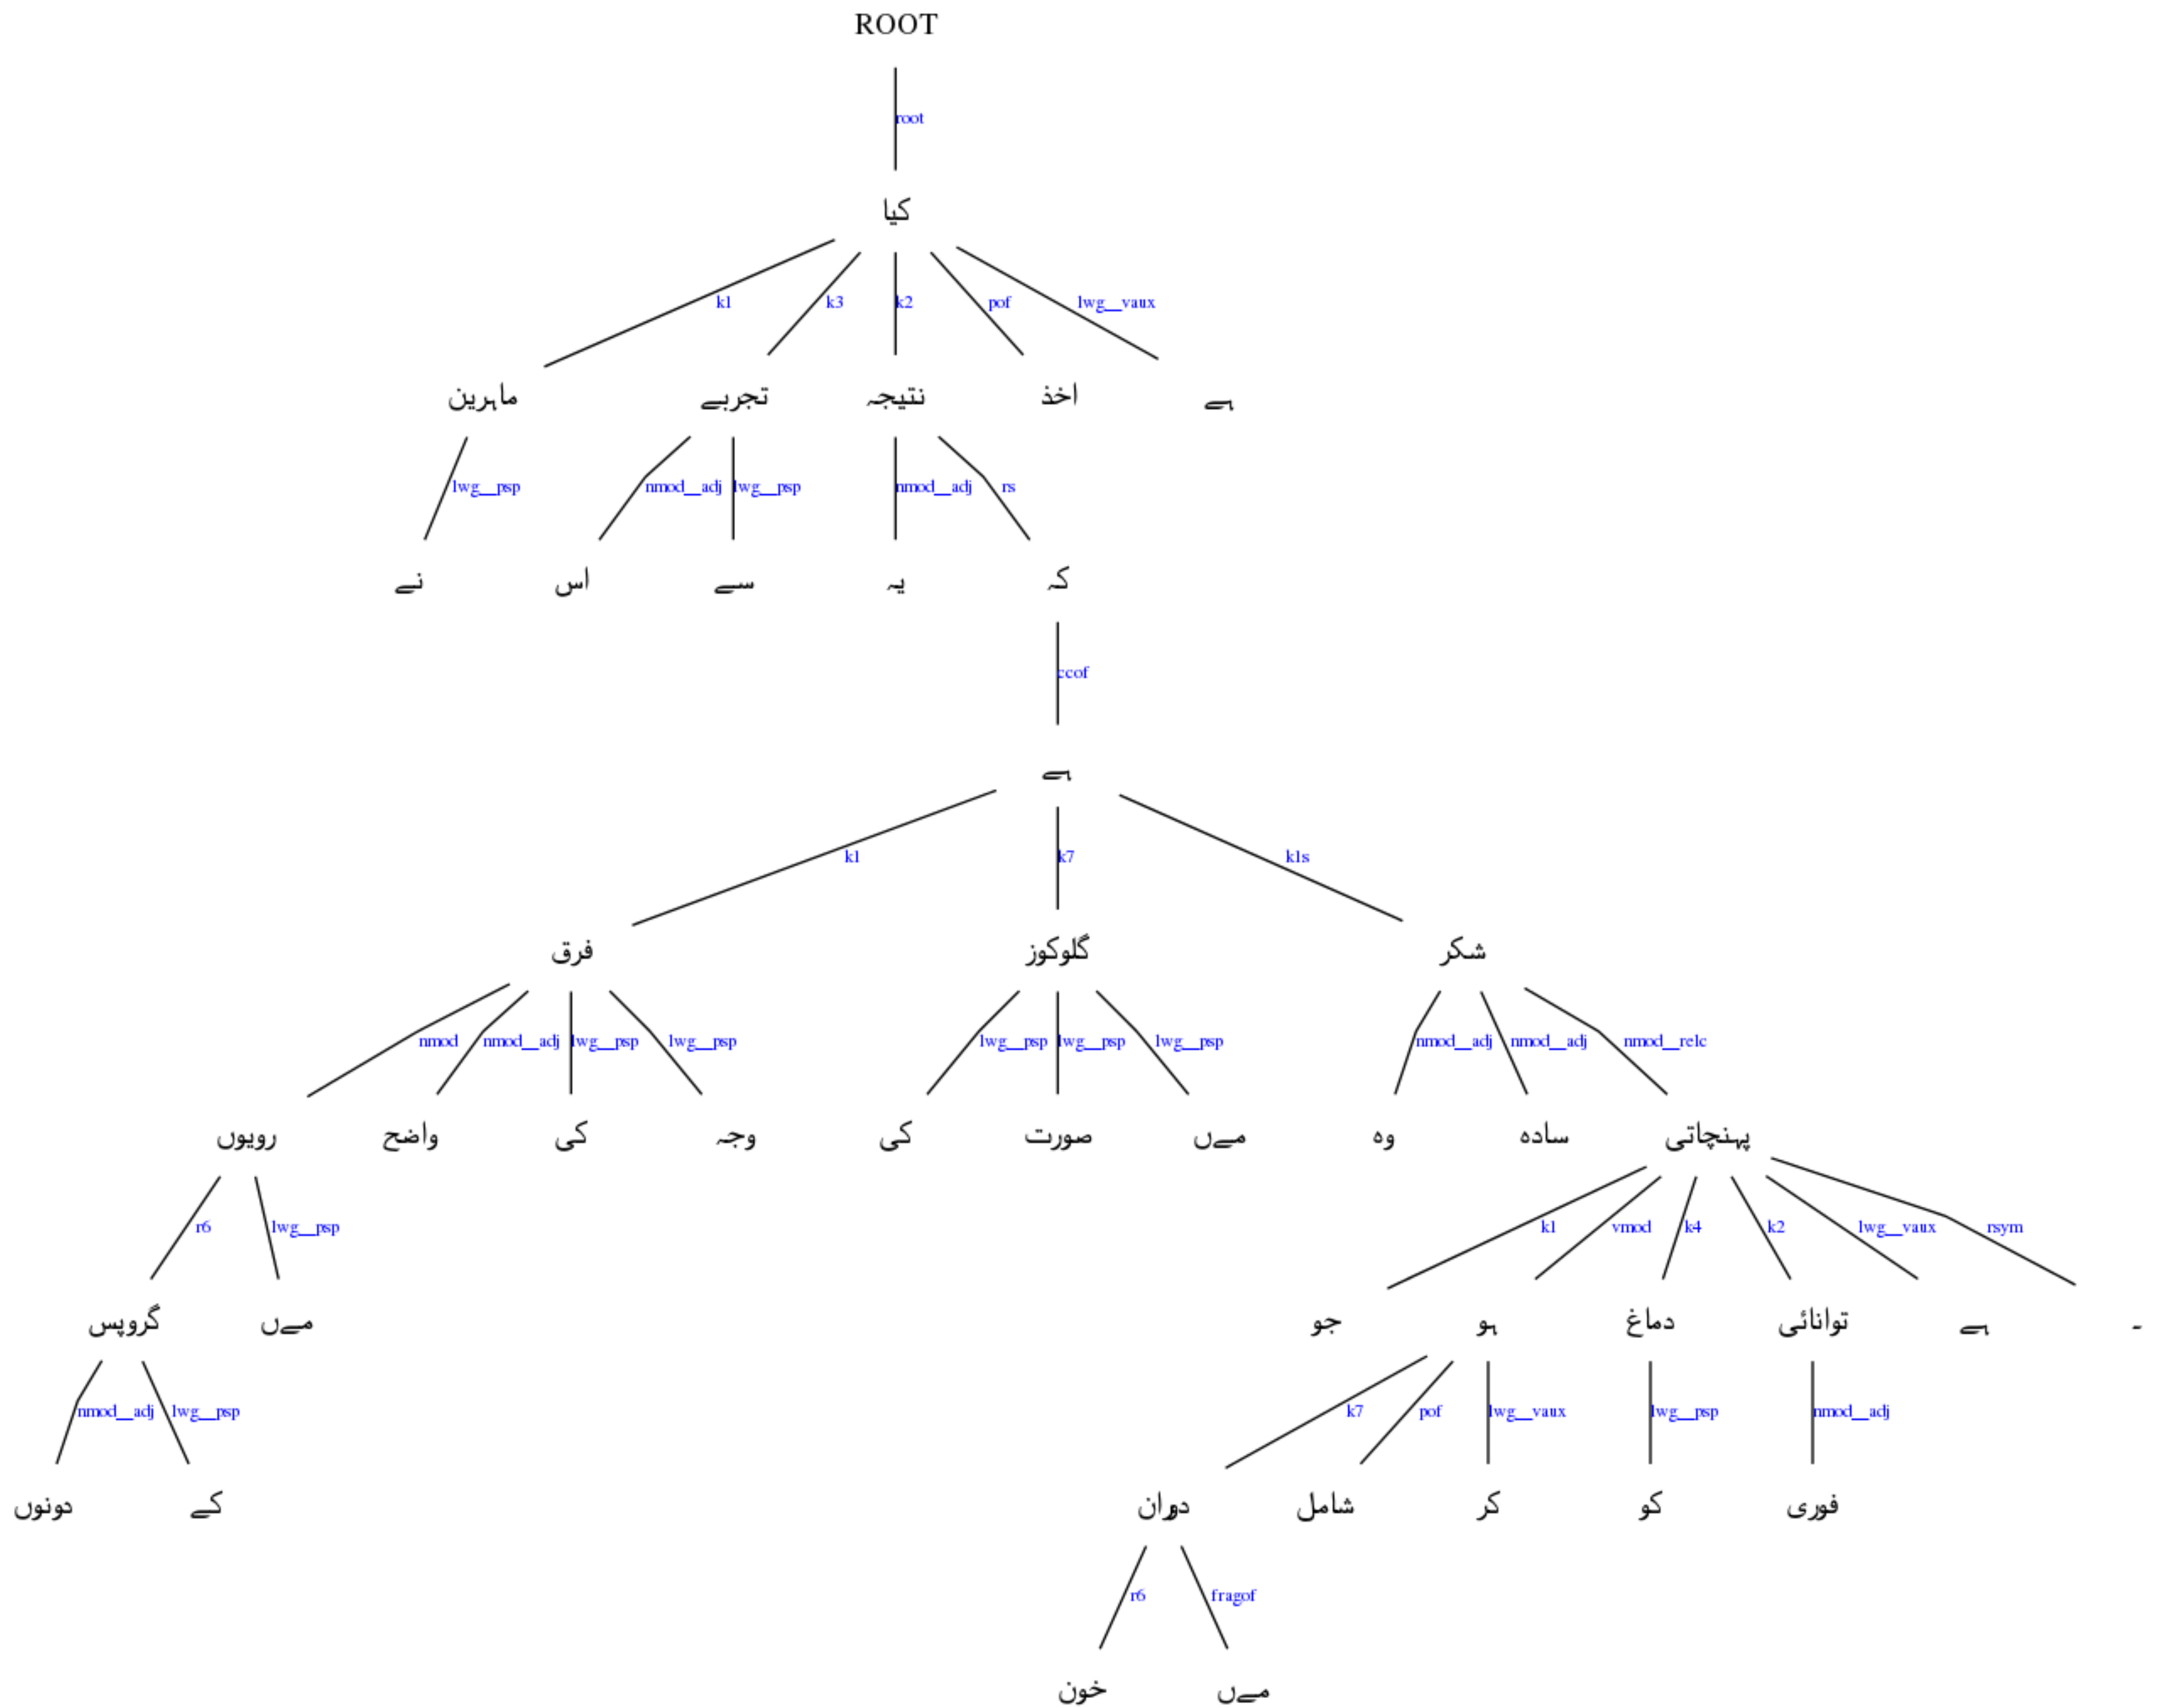 ROOT
root
کیا
k1 k3 k2 pof lwg__vaux
ماہرین تجربے نتیجہ اخذ ہے
lwg__psp nmod__adj lwg__psp nmod__adj rs
نے اس سے یہ کہ
ccof
ہے
k1 k7 k1s
فرق گلوکوز شکر
nmod nmod__adj lwg__psp lwg__psp lwg__psp lwg__psp lwg__psp nmod__adj nmod__adj nmod__relc
رویوں واضح کی وجہ کی صورت مےں وہ سادہ پہنچاتی
r6 lwg__psp k1 vmod k4 k2 lwg__vaux rsym
گروپس مےں جو ہو دماغ توانائی ہے ۔
nmod__adj lwg__psp k7 pof lwg__vaux lwg__psp nmod__adj
دونوں کے دوران شامل کر کو فوری
r6 fragof
خون مےں